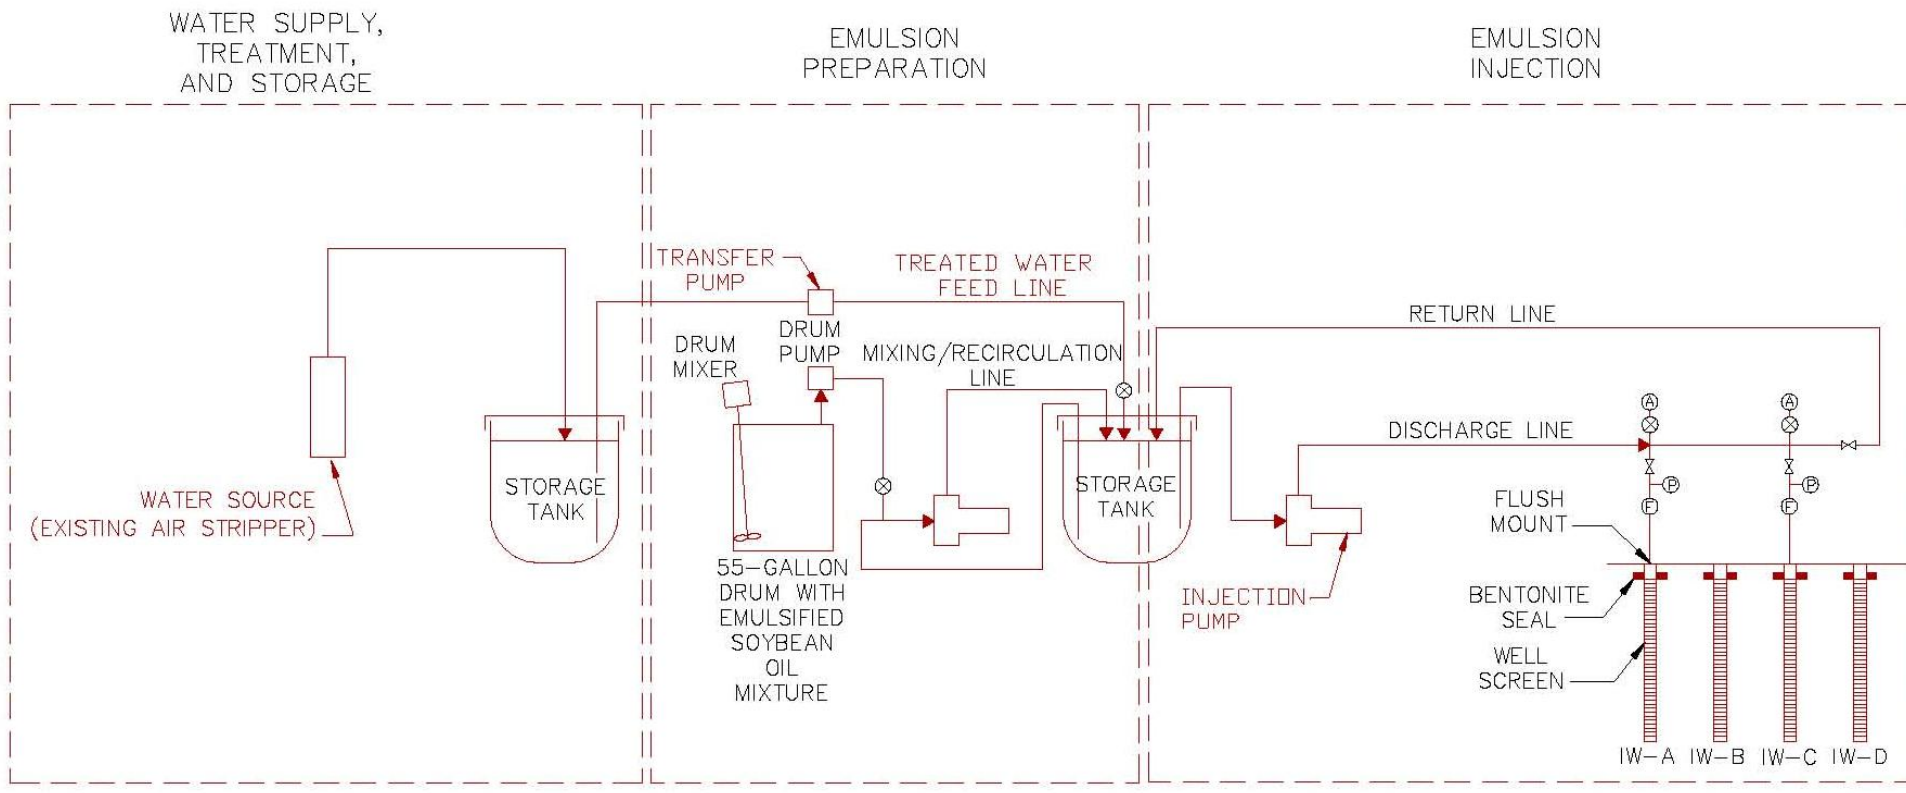 WATER SUPPLY,
TREATMENT,
AND STORAGE
EMULSION
PREPARATION
EMULSION
INJECTION
TRANSFER
PUMP
TREATED WATER
FEED LINE
RETURN LINE
DRUM
MIXER
DRUM
PUMP
MIXING/RECIRCULATION
LINE
A
A
DISCHARGE LINE
WATER SOURCE
(EXISTING AIR STRIPPER)
STORAGE
TANK
STORAGE
TANK
P
P
F
F
FLUSH
MOUNT
55-GALLON
DRUM WITH
EMULSIFIED
SOYBEAN
OIL
MIXTURE
INJECTION
PUMP
BENTONITE
SEAL
WELL
SCREEN
IW-A IW-B IW-C IW-D